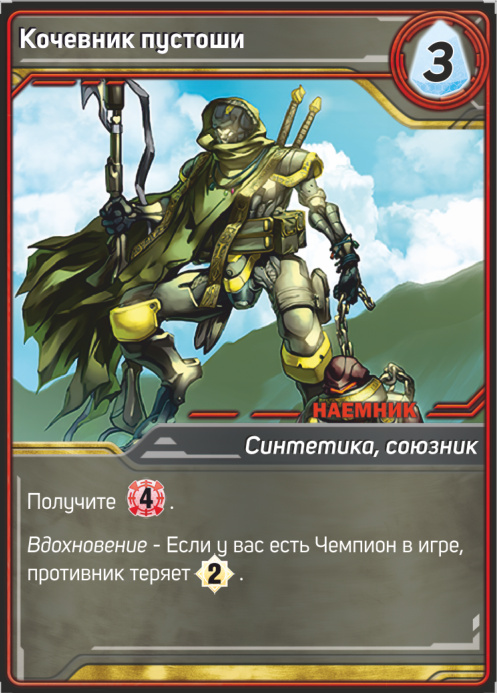 Кочевник пустоши
3
НАЕМНИК
Синтетика, союзник
Получите 4 .
Вдохновение - Если у вас есть Чемпион в игре,
противник теряет 2 .